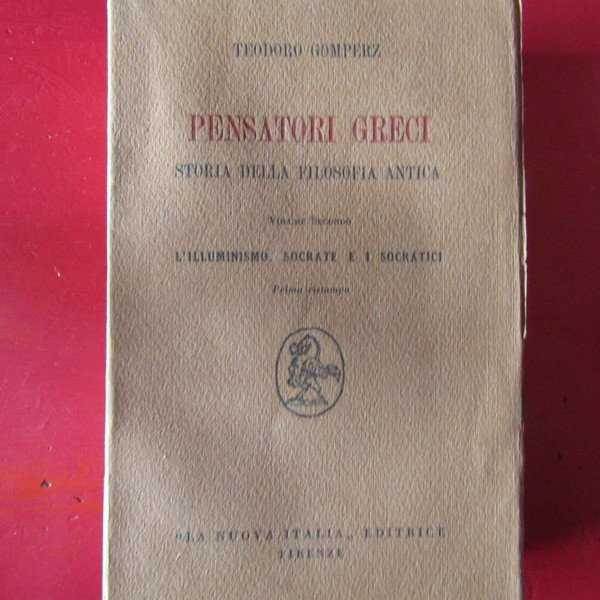 TEODORO GOMPERZ
PENSATORI GRECI
STORIA DELLA FILOSOFIA ANTICA
VOLUME SECONDO
L'ILLUMINISMO. SOCRATE E I SOCRATICI
Prima ristampa
"LA NUOVA ITALIA„ EDITRICE
FIRENZE